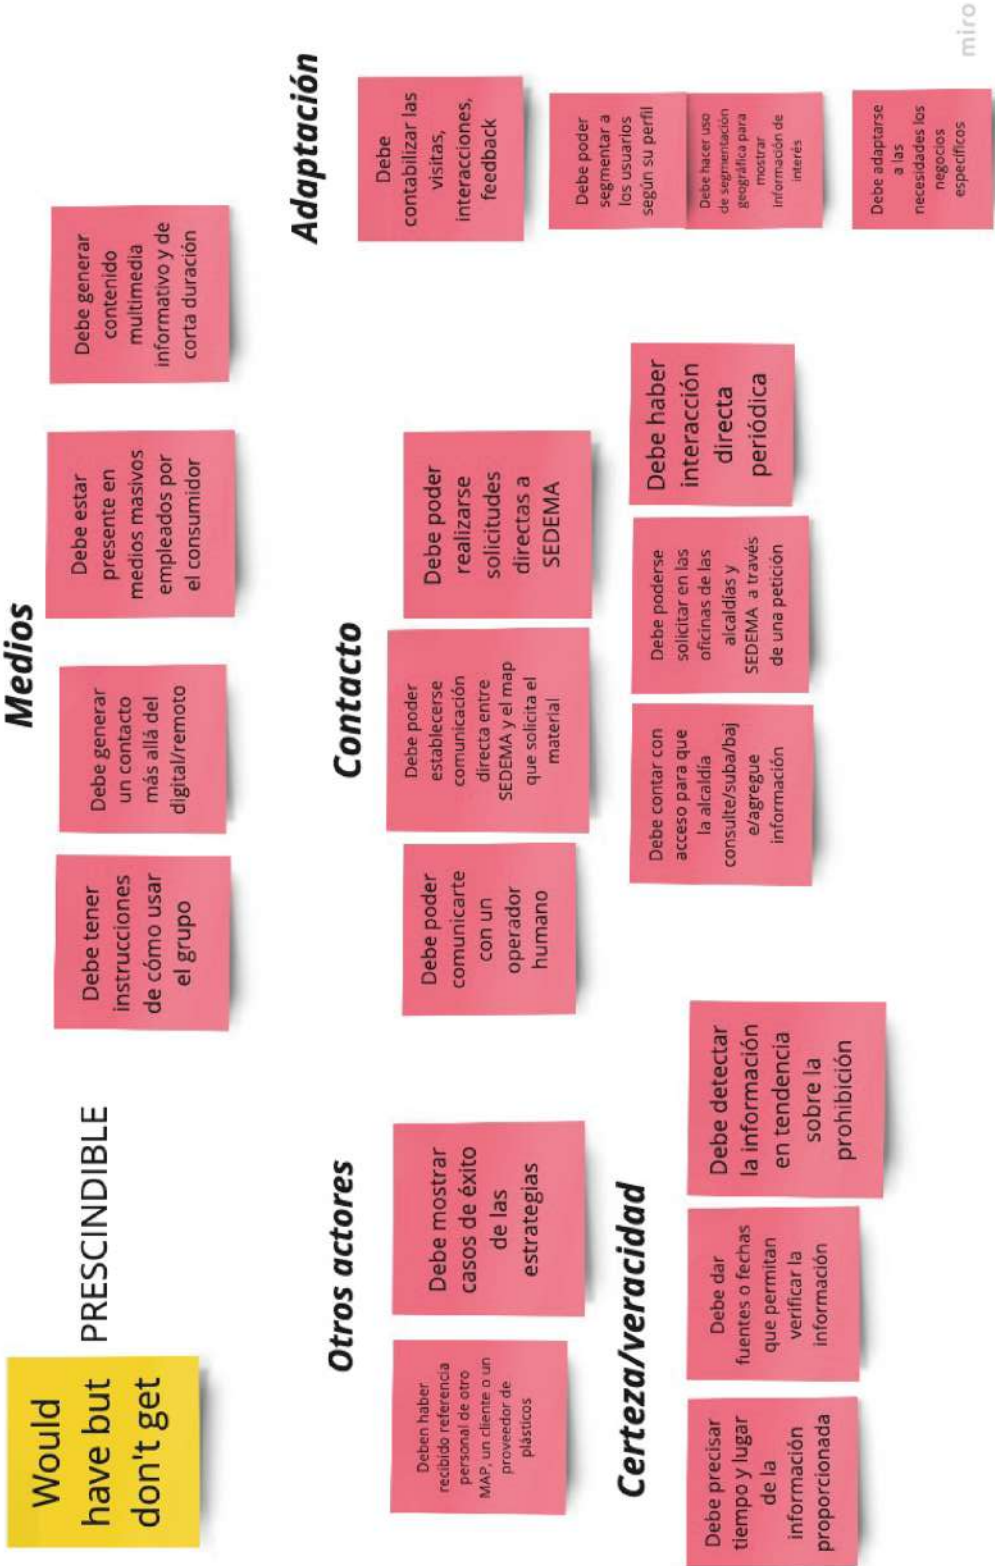 Would
have but
don't get
PRESCINDIBLE
Medios
Debe tener
instrucciones
de cómo usar
el grupo
Debe generar
un contacto
más allá del
digital/remoto
Debe estar
presente en
medios masivos
empleados por
el consumidor
Debe generar
contenido
multimedia
informativo y de
corta duración
Otros actores
Deben haber
recibido referencia
personal de otro
MAP, un cliente o un
proveedor de
plásticos
Debe mostrar
casos de éxito
de las
estrategias
Contacto
Debe poder
comunicarte
con un
operador
humano
Debe poder
establecerse
comunicación
directa entre
SEDEMA y el map
que solicita el
material
Debe poder
realizarse
solicitudes
directas a
SEDEMA
Debe contar con
acceso para que
la alcaldía
consulte/suba/baj
e/agregue
información
Debe poderse
solicitar en las
oficinas de las
alcaldías y
SEDEMA a través
de una petición
Debe haber
interacción
directa
periódica
Certeza/veracidad
Debe precisar
tiempo y lugar
de la
información
proporcionada
Debe dar
fuentes o fechas
que permitan
verificar la
información
Debe detectar
la información
en tendencia
sobre la
prohibición
Adaptación
Debe
contabilizar las
visitas,
interacciones,
feedback
Debe poder
segmentar a
los usuarios
según su perfil
Debe hacer uso
de segmentación
geográfica para
mostrar
información de
interés
Debe adaptarse
a las
necesidades los
negocios
específicos
miro